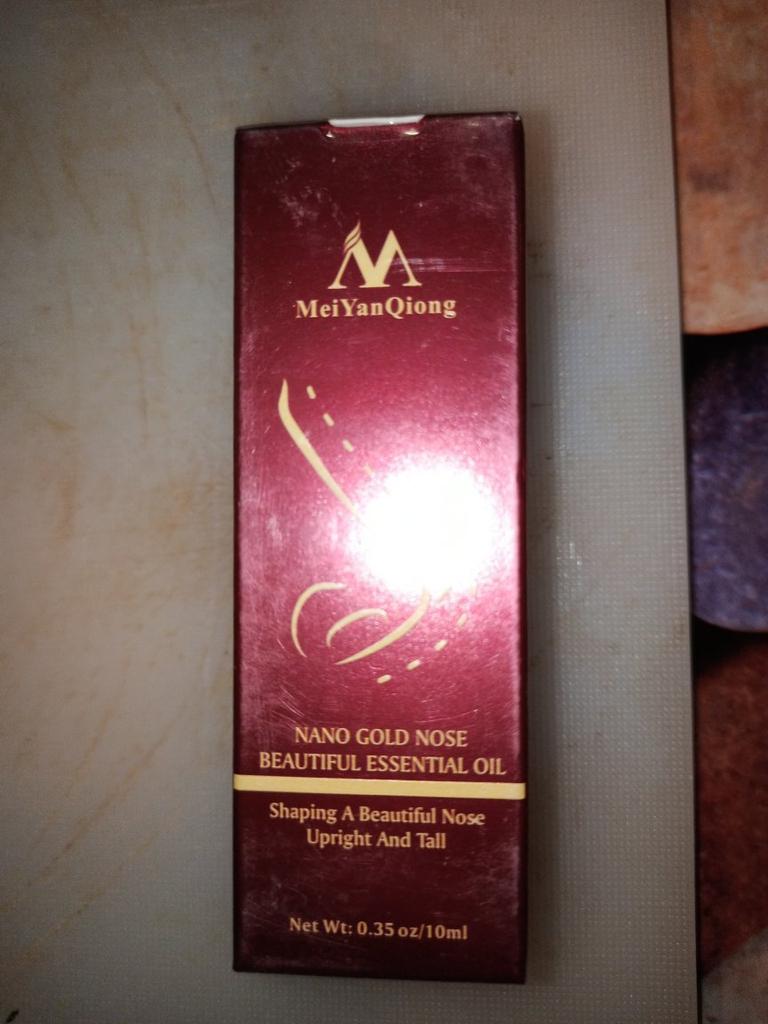 MeiYanQiong
NANO GOLD NOSE
BEAUTIFUL ESSENTIAL OIL
Shaping A Beautiful Nose
Upright And Tall
Net Wt: 0.35 oz/10ml